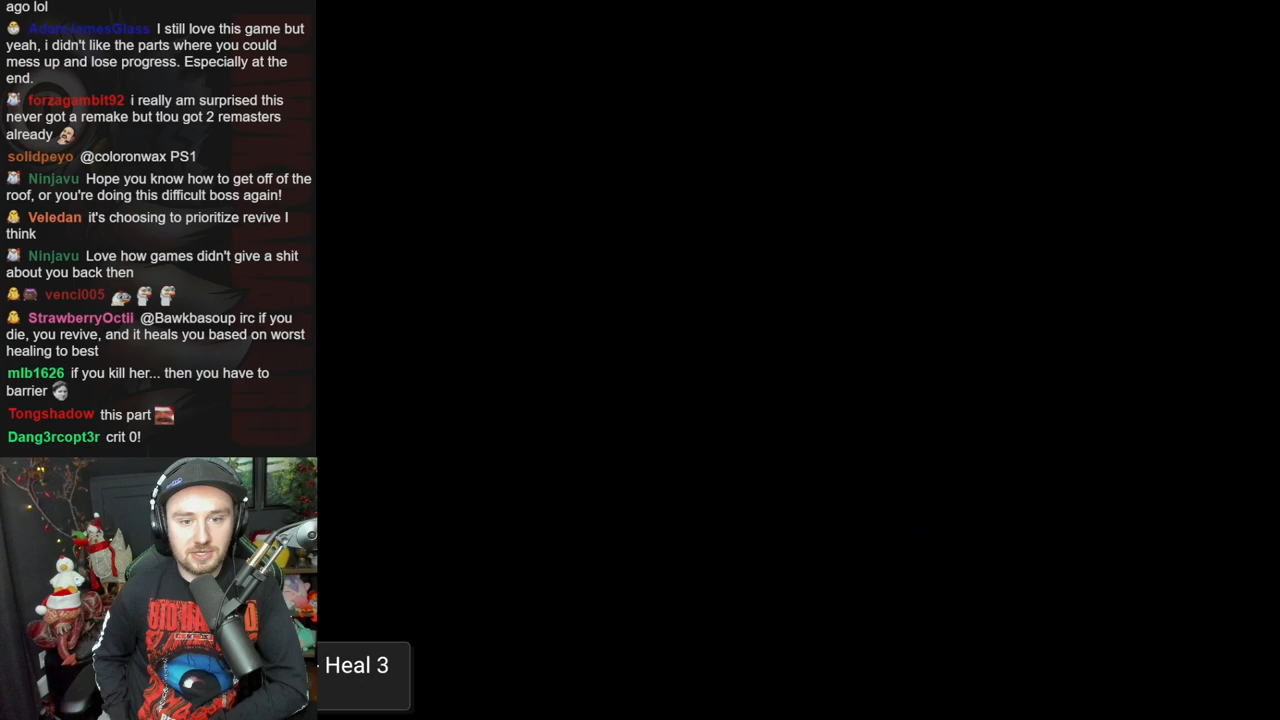 ago lol
AdamJamesGlass I still love this game but
yeah, i didn't like the parts where you could
mess up and lose progress. Especially at the
end.
forzagambit92 i really am surprised this
never got a remake but tlou got 2 remasters
already
solidpeyo @coloronwax PS1
Ninjavu Hope you know how to get off of the
roof, or you're doing this difficult boss again!
Veledan it's choosing to prioritize revive I
think
Ninjavu Love how games didn't give a shit
about you back then
venci005
StrawberryOctii @Bawkbasoup irc if you
die, you revive, and it heals you based on worst
healing to best
mlb1626 if you kill her... then you have to
barrier
Tongshadow this part
Dang3rcopt3r crit 0!
- Heal 3